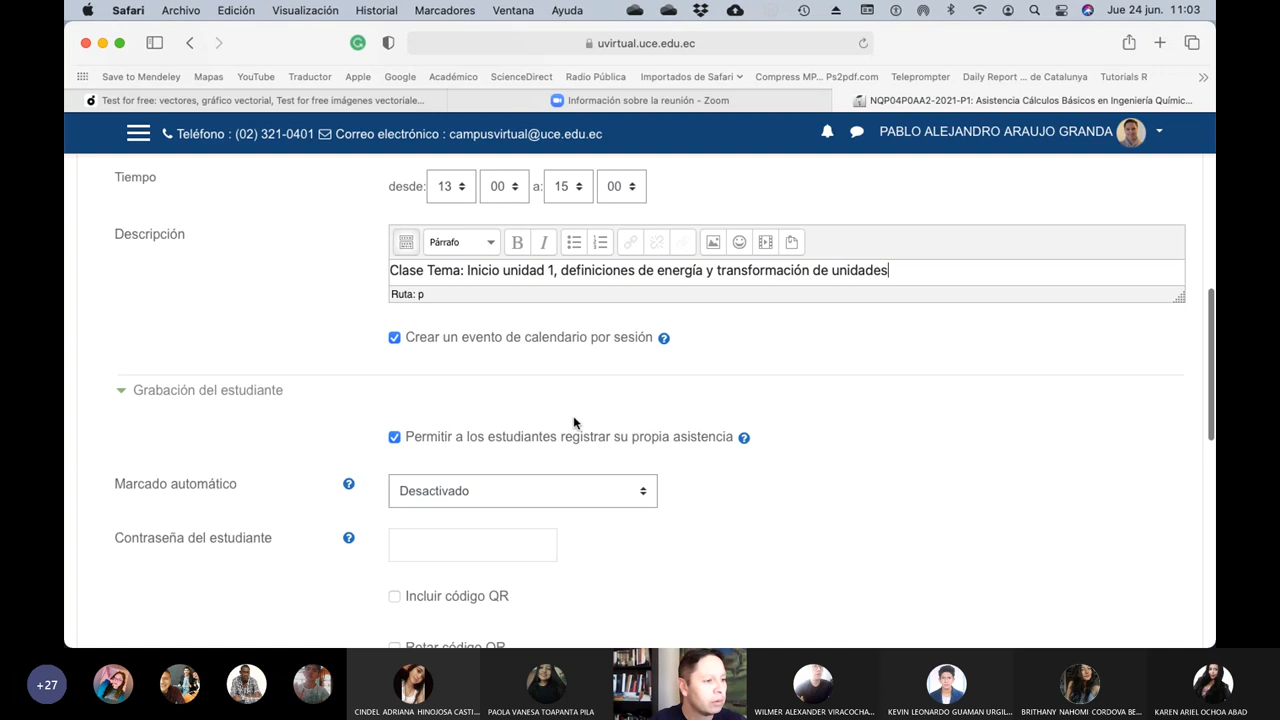 Safari Archivo Edición Visualización Historial Marcadores Ventana Ayuda Jue 24 jun. 11:03
uvirtual.uce.edu.ec
Save to Mendeley Mapas YouTube Traductor Apple Google Académico ScienceDirect Radio Pública Importados de Safari Compress MP... Ps2pdf.com Teleprompter Daily Report ... de Catalunya Tutorials R
Test for free: vectores, gráfico vectorial, Test for free imágenes vectoriale... Información sobre la reunión - Zoom NQP04P0AA2-2021-P1: Asistencia Cálculos Básicos en Ingeniería Químic...
Teléfono : (02) 321-0401 Correo electrónico : campusvirtual@uce.edu.ec PABLO ALEJANDRO ARAUJO GRANDA
Tiempo desde: 13 00 a: 15 00
Descripción Párrafo B I
Clase Tema: Inicio unidad 1, definiciones de energía y transformación de unidades
Ruta: p
Crear un evento de calendario por sesión ?
Grabación del estudiante
Permitir a los estudiantes registrar su propia asistencia ?
Marcado automático ? Desactivado
Contraseña del estudiante ?
Incluir código QR
Rotar código QR
+27
CINDEL ADRIANA HINOJOSA CASTI... PAOLA VANESA TOAPANTA PILA WILMER ALEXANDER VIRACOCHA... KEVIN LEONARDO GUAMAN URGIL... BRITHANY NAHOMI CORDOVA BE... KAREN ARIEL OCHOA ABAD